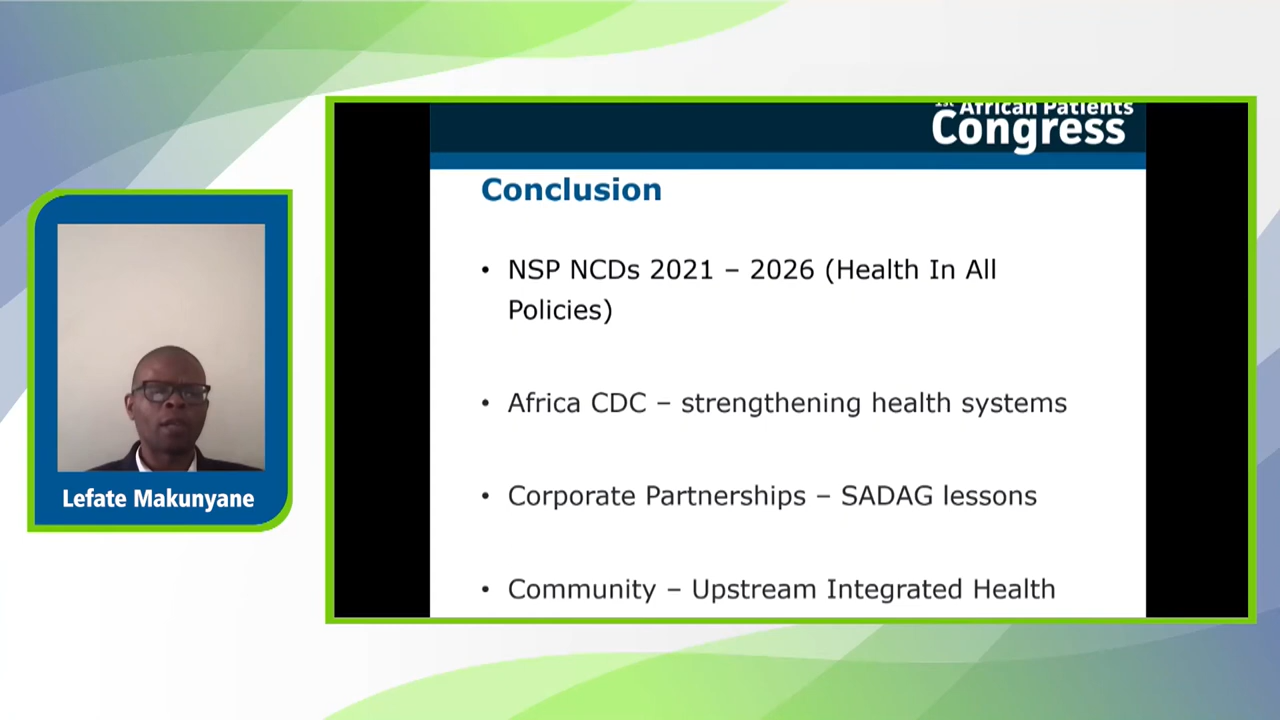 1st African Patients
Congress
Conclusion
• NSP NCDs 2021 – 2026 (Health In All
Policies)
• Africa CDC – strengthening health systems
• Corporate Partnerships – SADAG lessons
• Community – Upstream Integrated Health
Lefate Makunyane